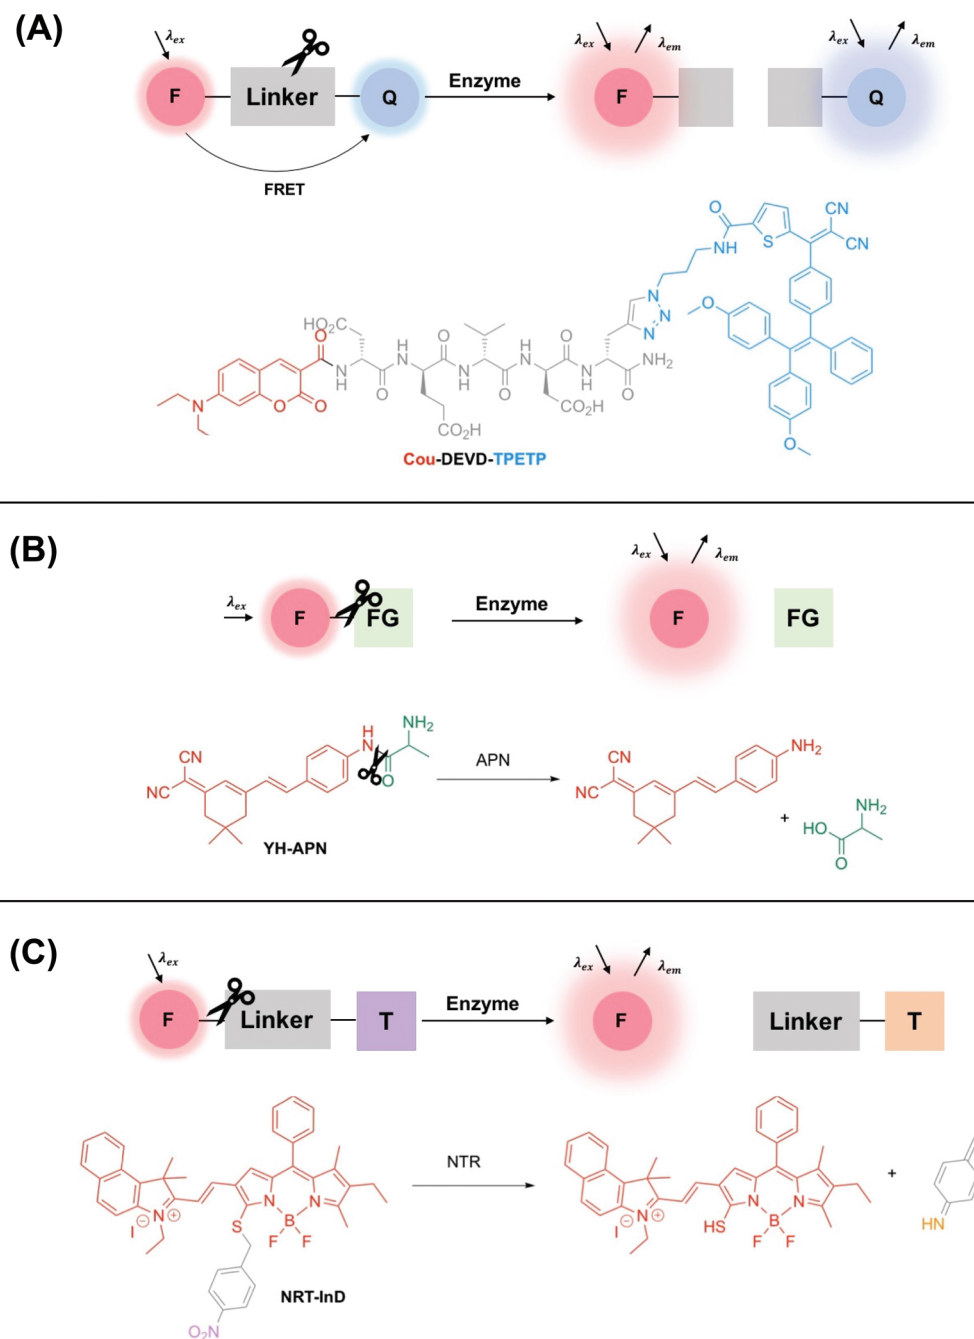 (A)
λex
F
Linker
Q
FRET
Enzyme
λex
λem
F
λex
λem
Q
O
NH
S
CN
CN
N
N
N
O
O
HO₂C
O
O
N
H
O
H
N
O
CO₂H
N
H
O
H
N
O
CO₂H
N
H
O
NH₂
N
O
O
Cou-DEVD-TPETP
(B)
λex
F
FG
Enzyme
λex
λem
F
FG
CN
NC
H
N
NH₂
O
YH-APN
APN
CN
NC
NH₂
+
HO
NH₂
O
(C)
λex
F
Linker
T
Enzyme
λex
λem
F
Linker
T
N
+
I⁻
S
N
B
N
F
F
O₂N
NRT-InD
NTR
N
+
I⁻
HS
N
B
N
F
F
+
HN